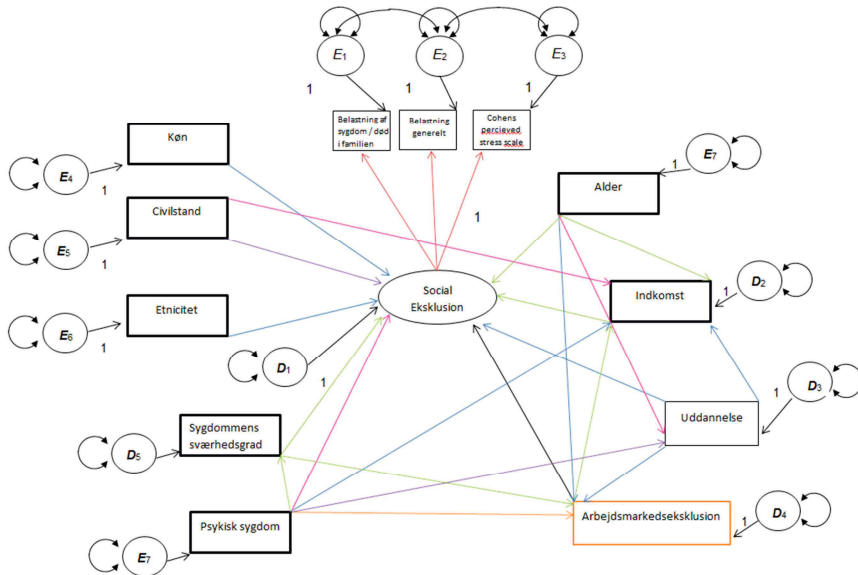 E1
E2
E3
1
1
1
Belastning af
sygdom / død
i familien
Belastning
generelt
Cohens
percieved
stress scale
Køn
E4
1
Civilstand
E5
1
Etnicitet
E6
1
1
Alder
1
E7
Social
Eksklusion
Indkomst
1
D2
D1
1
Uddannelse
1
D3
Sygdommens
sværhedsgrad
D5
Arbejdsmarkedseksklusion
1
D4
Psykisk sygdom
E7